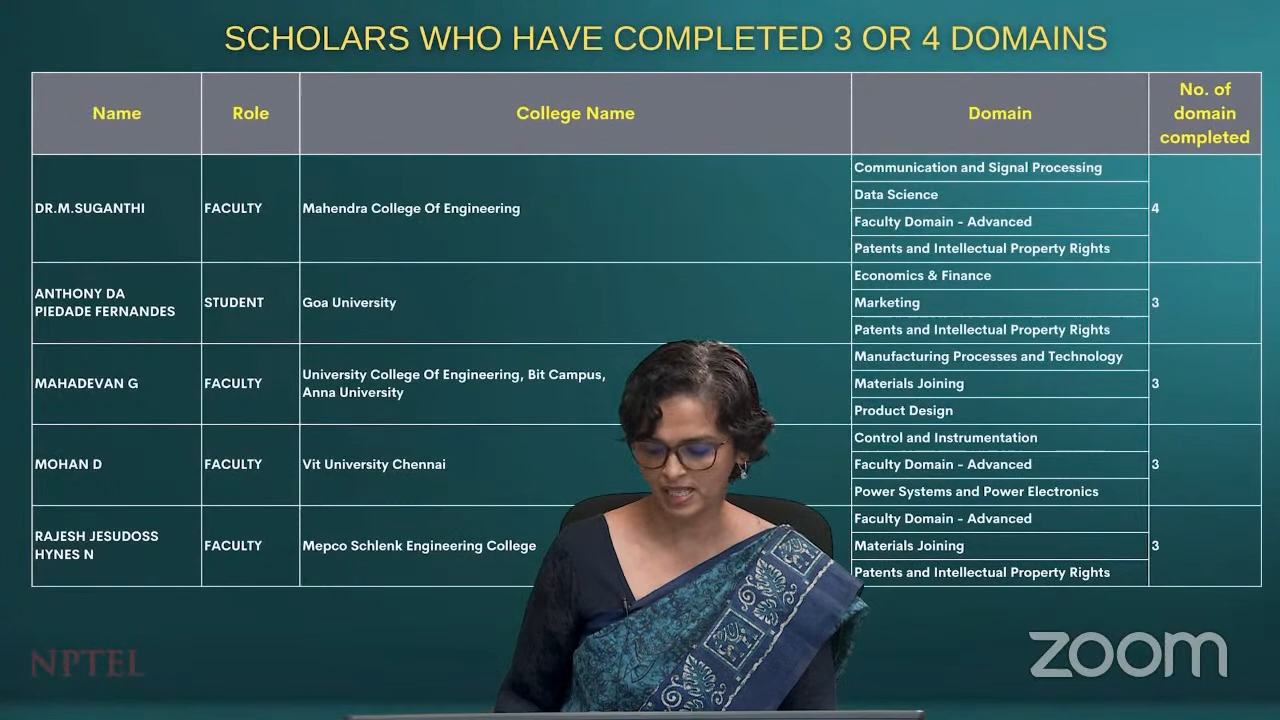 SCHOLARS WHO HAVE COMPLETED 3 OR 4 DOMAINS
Name
Role
College Name
Domain
No. of
domain
completed
DR.M.SUGANTHI
FACULTY
Mahendra College Of Engineering
Communication and Signal Processing
Data Science
Faculty Domain - Advanced
Patents and Intellectual Property Rights
4
ANTHONY DA
PIEDADE FERNANDES
STUDENT
Goa University
Economics & Finance
Marketing
Patents and Intellectual Property Rights
3
MAHADEVAN G
FACULTY
University College Of Engineering, Bit Campus,
Anna University
Manufacturing Processes and Technology
Materials Joining
Product Design
3
MOHAN D
FACULTY
Vit University Chennai
Control and Instrumentation
Faculty Domain - Advanced
Power Systems and Power Electronics
3
RAJESH JESUDOSS
HYNES N
FACULTY
Mepco Schlenk Engineering College
Faculty Domain - Advanced
Materials Joining
Patents and Intellectual Property Rights
3
NPTEL
zoom